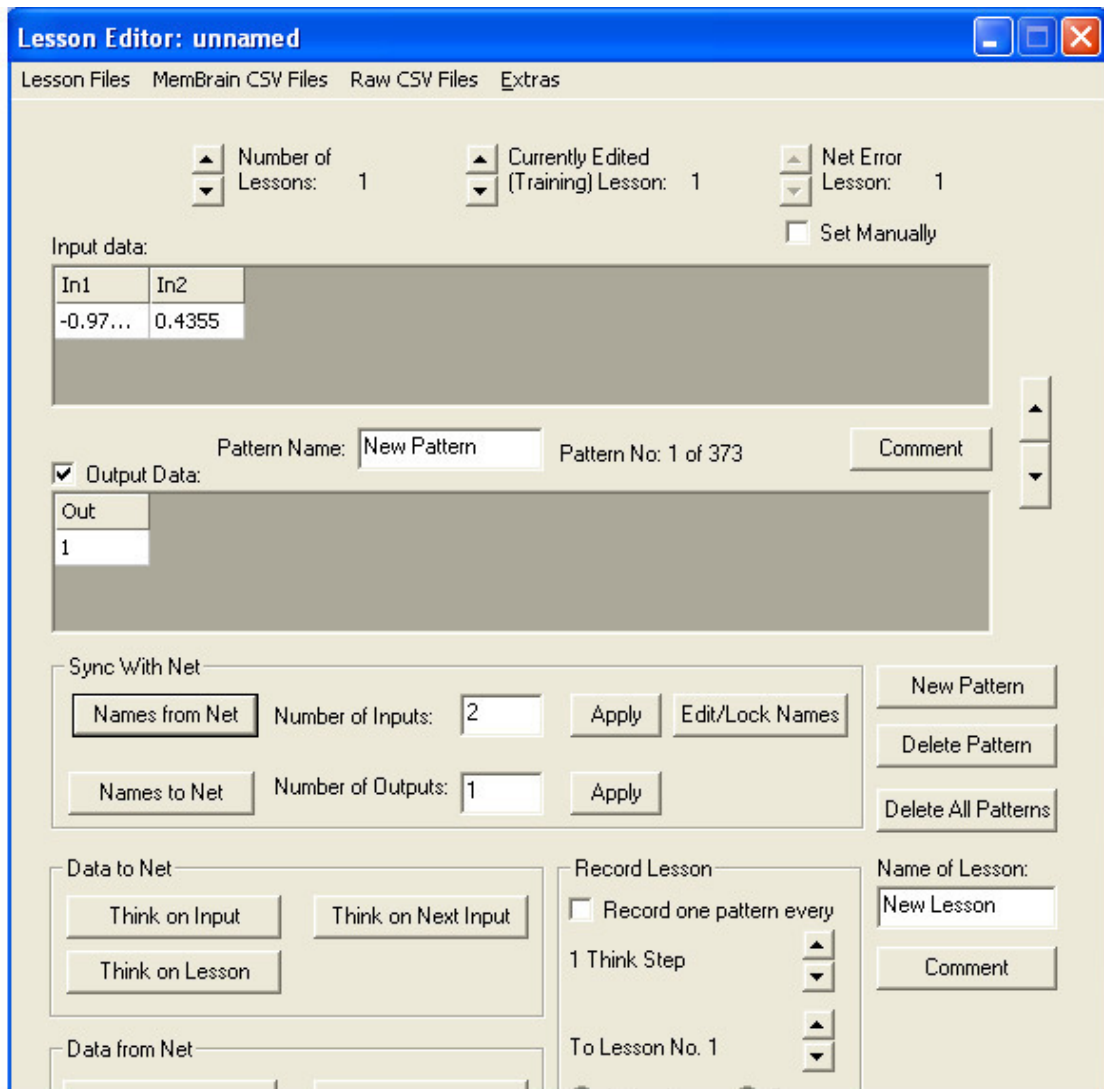 Lesson Editor: unnamed
Lesson Files MemBrain CSV Files Raw CSV Files Extras
Number of Lessons: 1
Currently Edited (Training) Lesson: 1
Net Error Lesson: 1
Set Manually
Input data:
In1 In2
-0.97... 0.4355
Pattern Name: New Pattern Pattern No: 1 of 373 Comment
Output Data:
Out
1
Sync With Net
Names from Net Number of Inputs: 2 Apply Edit/Lock Names
Names to Net Number of Outputs: 1 Apply
New Pattern
Delete Pattern
Delete All Patterns
Data to Net
Think on Input Think on Next Input
Think on Lesson
Record Lesson
Record one pattern every
1 Think Step
To Lesson No. 1
Name of Lesson:
New Lesson
Comment
Data from Net